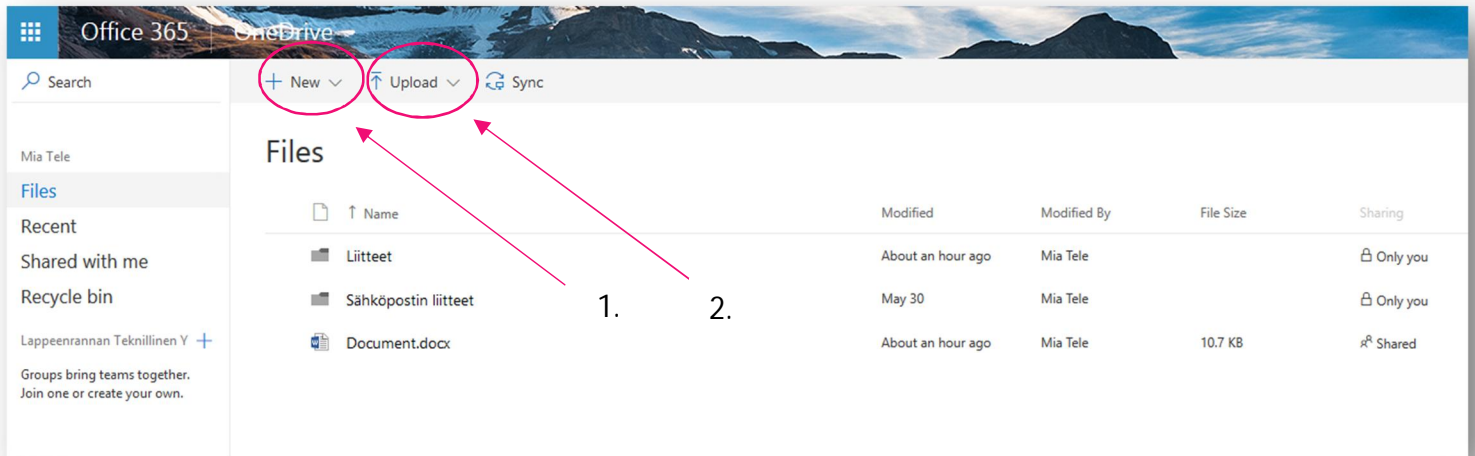 Office 365 OneDrive
Search
+ New Upload Sync
Mia Tele
Files
Recent
Shared with me
Recycle bin
Lappeenrannan Teknillinen Y +
Groups bring teams together.
Join one or create your own.
Files
↑ Name Modified Modified By File Size Sharing
Liitteet About an hour ago Mia Tele Only you
Sähköpostin liitteet May 30 Mia Tele Only you
Document.docx About an hour ago Mia Tele 10.7 KB Shared
1. 2.